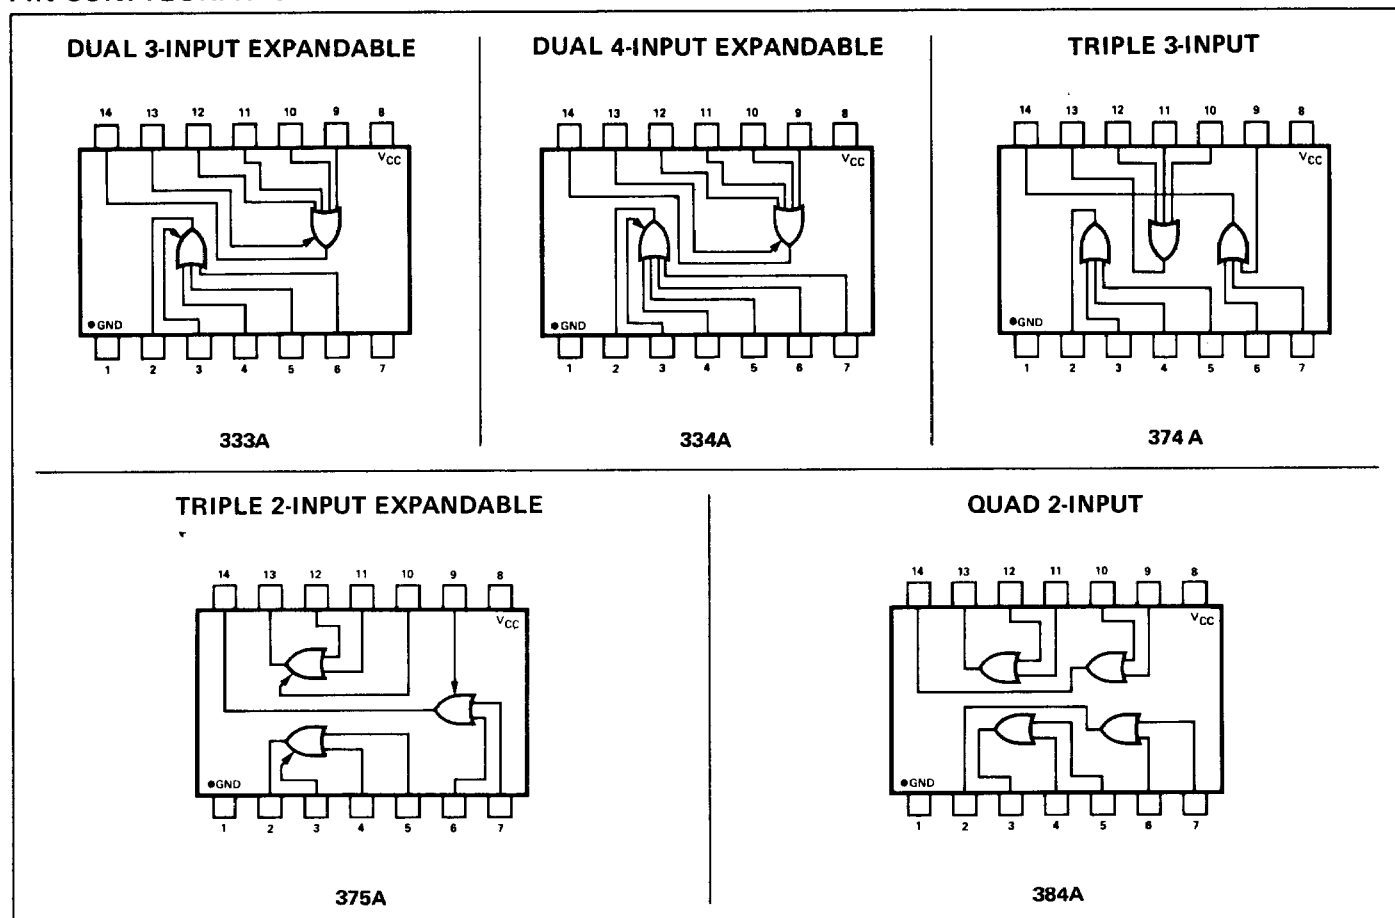 DUAL 3-INPUT EXPANDABLE
14 13 12 11 10 9 8
VCC
GND
1 2 3 4 5 6 7
333A
DUAL 4-INPUT EXPANDABLE
14 13 12 11 10 9 8
VCC
GND
1 2 3 4 5 6 7
334A
TRIPLE 3-INPUT
14 13 12 11 10 9 8
VCC
GND
1 2 3 4 5 6 7
374 A
TRIPLE 2-INPUT EXPANDABLE
14 13 12 11 10 9 8
VCC
GND
1 2 3 4 5 6 7
375A
QUAD 2-INPUT
14 13 12 11 10 9 8
VCC
GND
1 2 3 4 5 6 7
384A